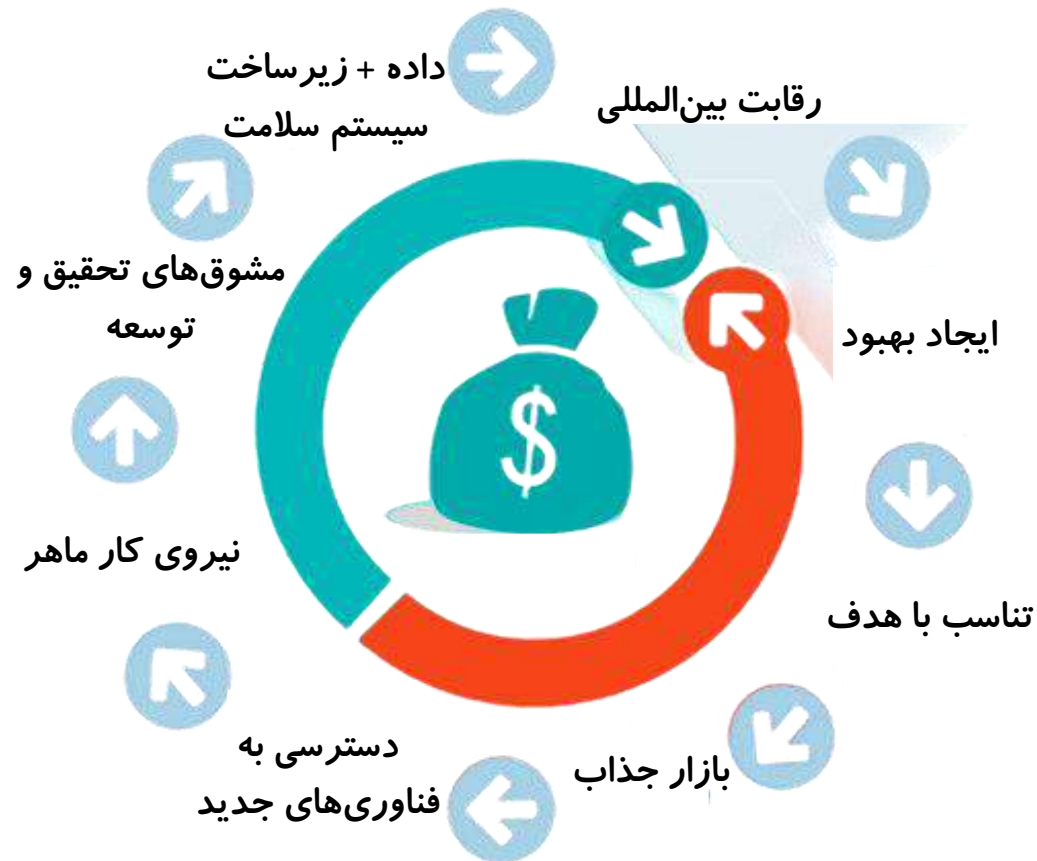 داده + زیرساخت
سیستم سلامت
رقابت بین‌المللی
ایجاد بهبود
تناسب با هدف
بازار جذاب
دسترسی به
فناوری‌های جدید
نیروی کار ماهر
مشوق‌های تحقیق و
توسعه
$